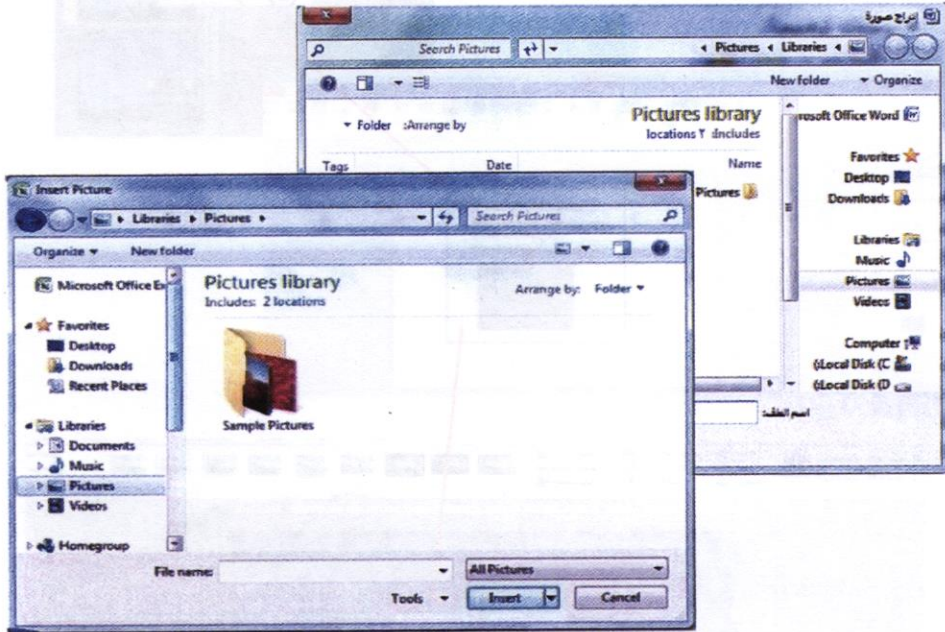 إدراج صورة
Search Pictures
Pictures
Libraries
New folder
Organize
Folder
:Arrange by
Pictures library
locations ٢ :Includes
Tags
Date
Name
rosoft Office Word
Favorites
Desktop
Downloads
Libraries
Music
Pictures
Videos
Computer
(:Local Disk (C
(:Local Disk (D
Pictures
اسم الملف:
Insert Picture
Libraries
Pictures
Search Pictures
Organize
New folder
Microsoft Office Ex
Favorites
Desktop
Downloads
Recent Places
Libraries
Documents
Music
Pictures
Videos
Homegroup
Pictures library
Includes: 2 locations
Arrange by: Folder
Sample Pictures
File name:
All Pictures
Tools
Insert
Cancel